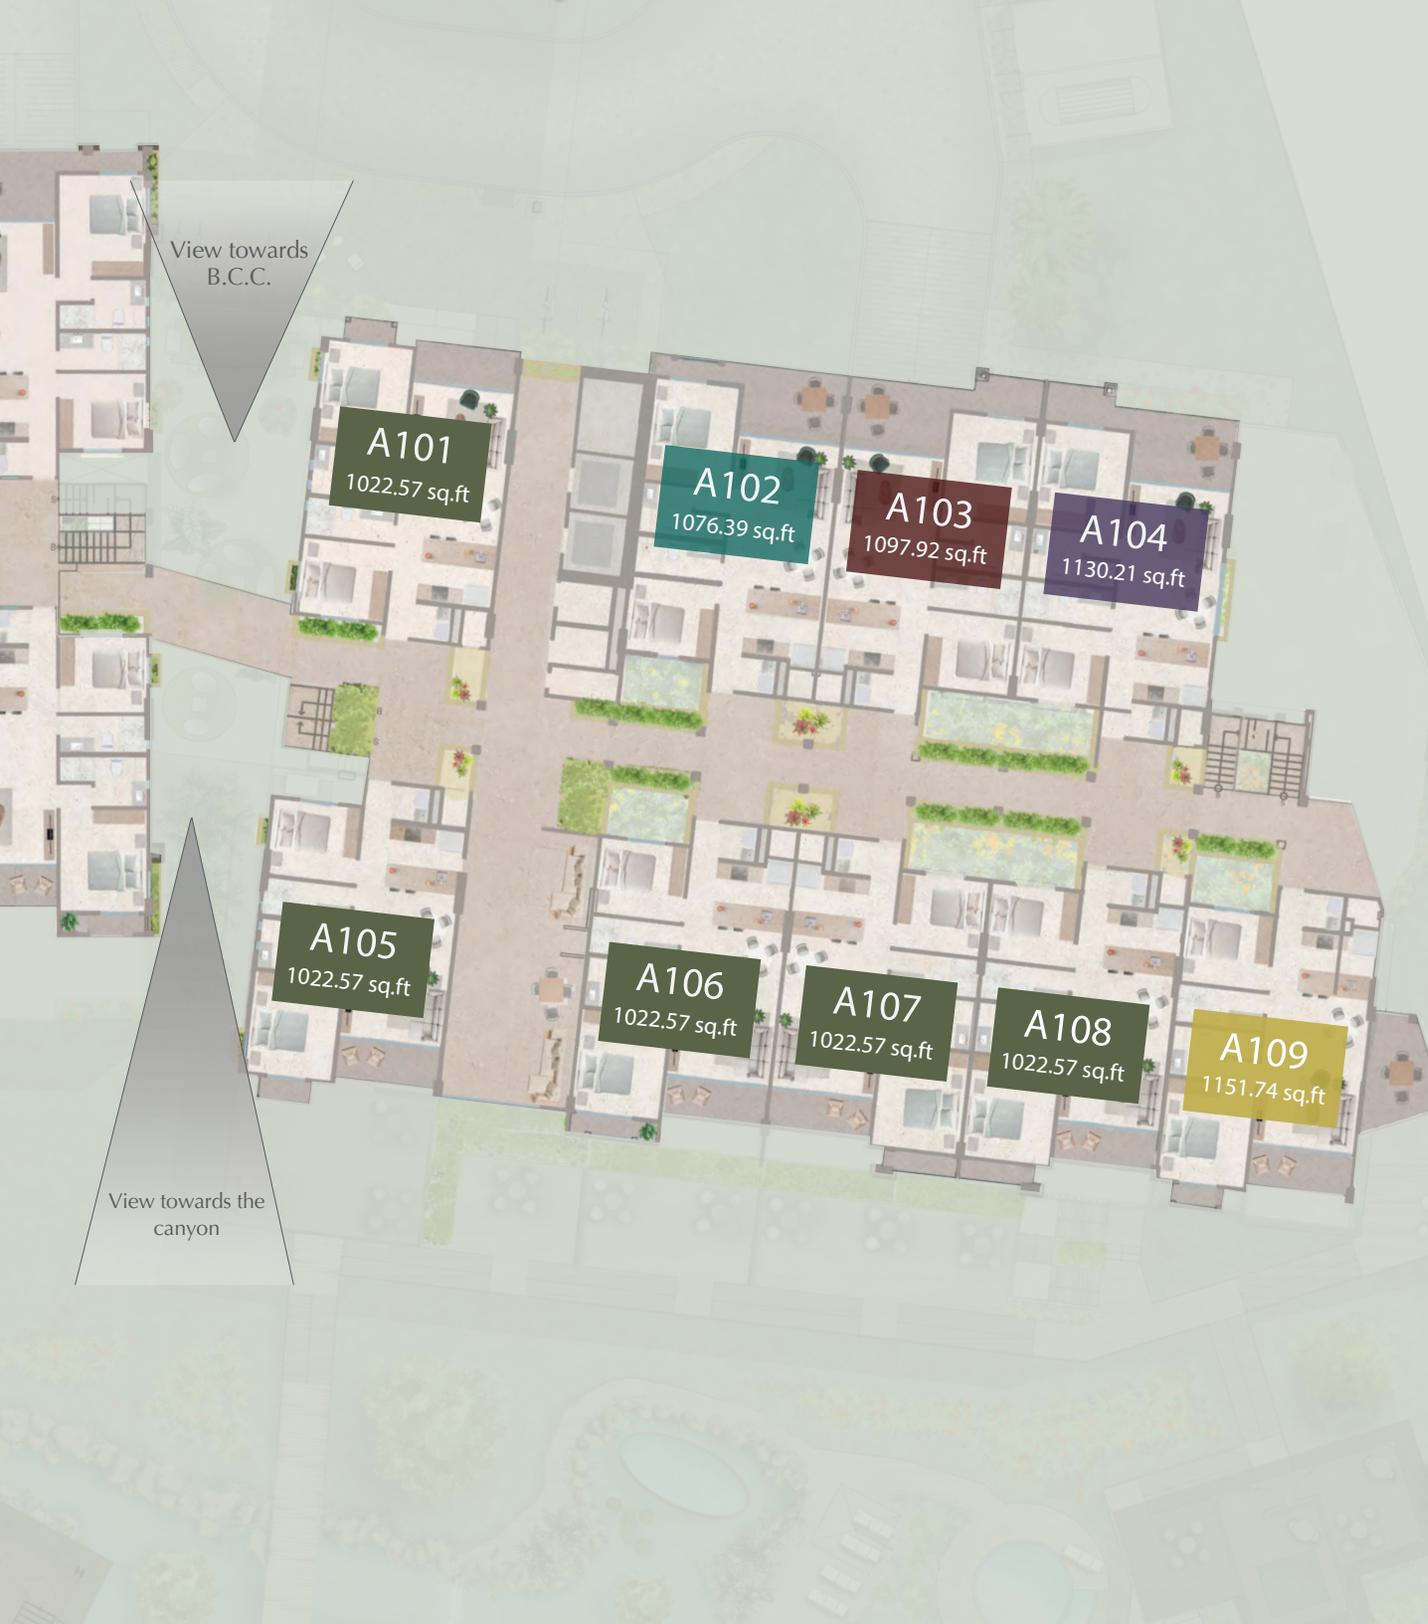 View towards
B.C.C.
A101
1022.57 sq.ft
A102
1076.39 sq.ft
A103
1097.92 sq.ft
A104
1130.21 sq.ft
A105
1022.57 sq.ft
A106
1022.57 sq.ft
A107
1022.57 sq.ft
A108
1022.57 sq.ft
A109
1151.74 sq.ft
View towards the
canyon